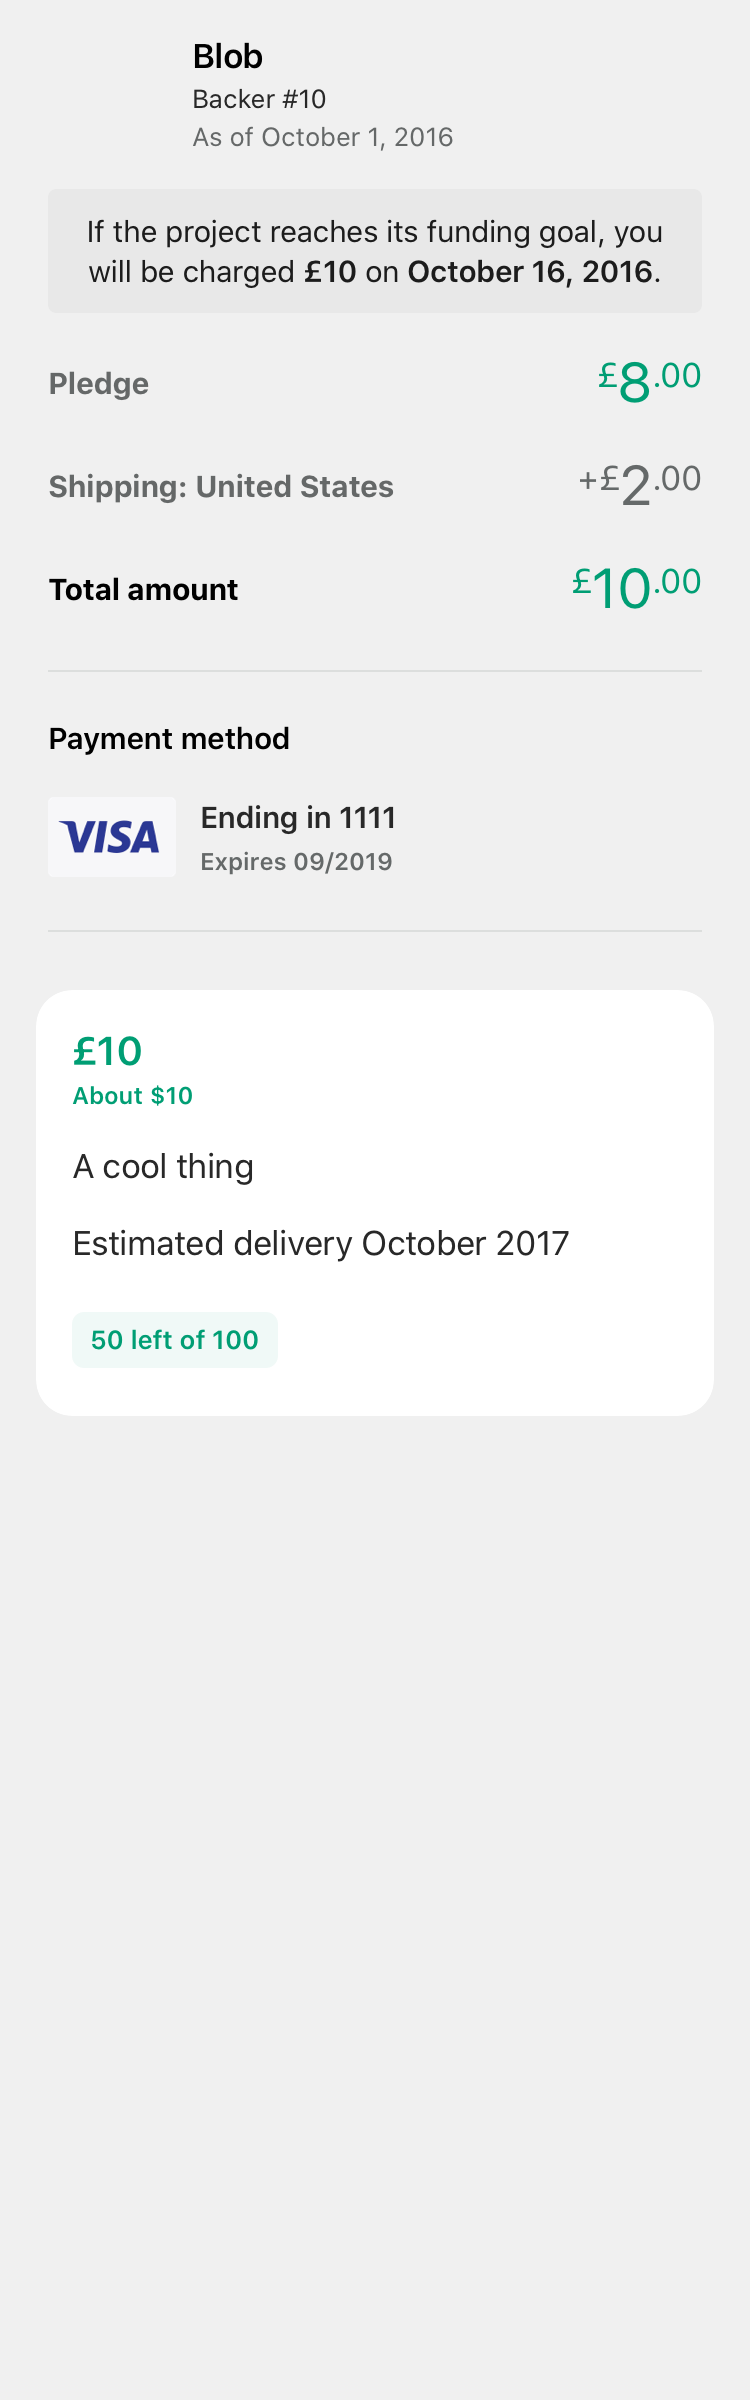 Blob
Backer #10
As of October 1, 2016
If the project reaches its funding goal, you
will be charged £10 on October 16, 2016.
Pledge £8.00
Shipping: United States +£2.00
Total amount £10.00
Payment method
VISA
Ending in 1111
Expires 09/2019
£10
About $10
A cool thing
Estimated delivery October 2017
50 left of 100